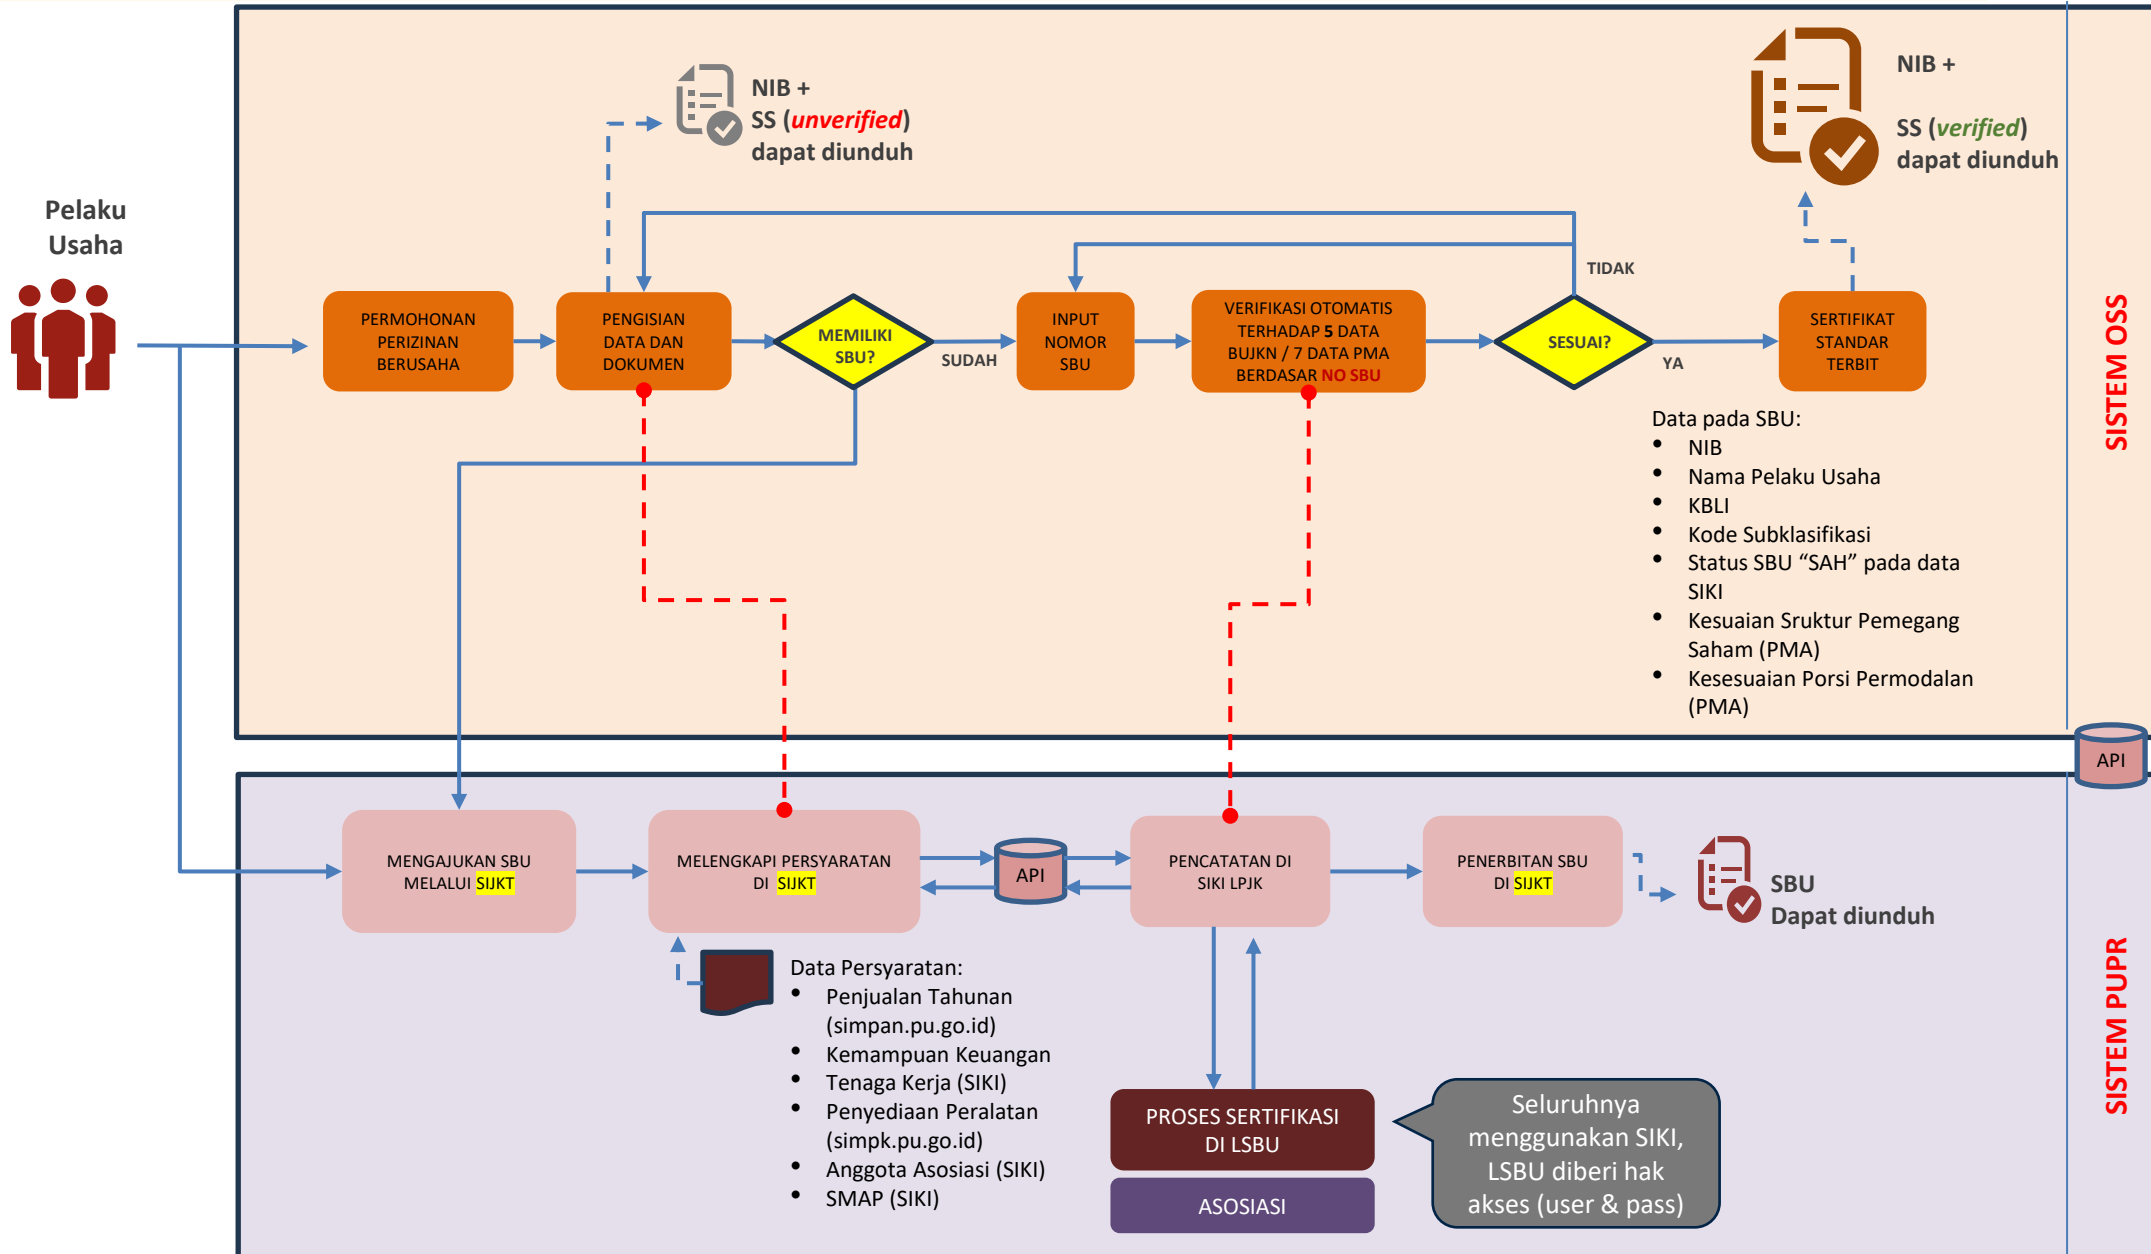 Pelaku
Usaha
NIB +
SS (unverified)
dapat diunduh
NIB +
SS (verified)
dapat diunduh
PERMOHONAN
PERIZINAN
BERUSAHA
PENGISIAN
DATA DAN
DOKUMEN
MEMILIKI
SBU?
SUDAH
INPUT
NOMOR
SBU
VERIFIKASI OTOMATIS
TERHADAP 5 DATA
BUJKN / 7 DATA PMA
BERDASAR NO SBU
SESUAI?
TIDAK
YA
SERTIFIKAT
STANDAR
TERBIT
Data pada SBU:
• NIB
• Nama Pelaku Usaha
• KBLI
• Kode Subklasifikasi
• Status SBU “SAH” pada data
SIKI
• Kesuaian Sruktur Pemegang
Saham (PMA)
• Kesesuaian Porsi Permodalan
(PMA)
SISTEM OSS
API
MENGAJUKAN SBU
MELALUI SIJKT
MELENGKAPI PERSYARATAN
DI SIJKT
API
PENCATATAN DI
SIKI LPJK
PENERBITAN SBU
DI SIJKT
SBU
Dapat diunduh
Data Persyaratan:
• Penjualan Tahunan
(simpan.pu.go.id)
• Kemampuan Keuangan
• Tenaga Kerja (SIKI)
• Penyediaan Peralatan
(simpk.pu.go.id)
• Anggota Asosiasi (SIKI)
• SMAP (SIKI)
PROSES SERTIFIKASI
DI LSBU
ASOSIASI
Seluruhnya
menggunakan SIKI,
LSBU diberi hak
akses (user & pass)
SISTEM PUPR